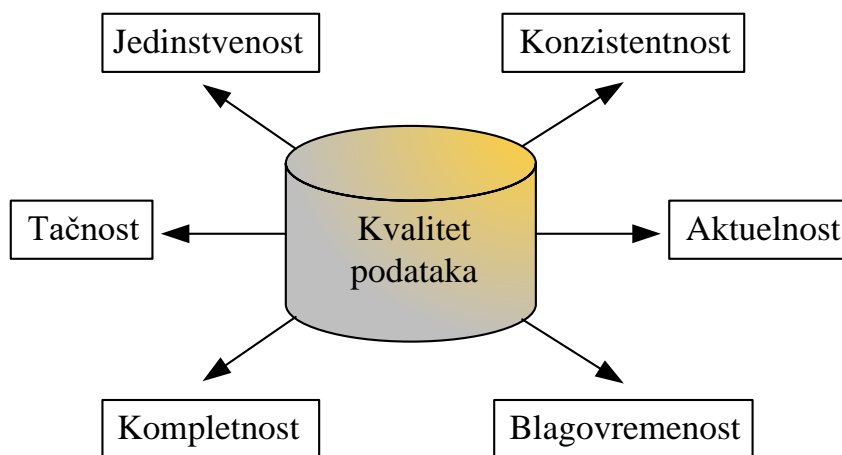 Jedinstvenost
Konzistentnost
Tačnost
Kvalitet
podataka
Aktuelnost
Kompletnost
Blagovremenost